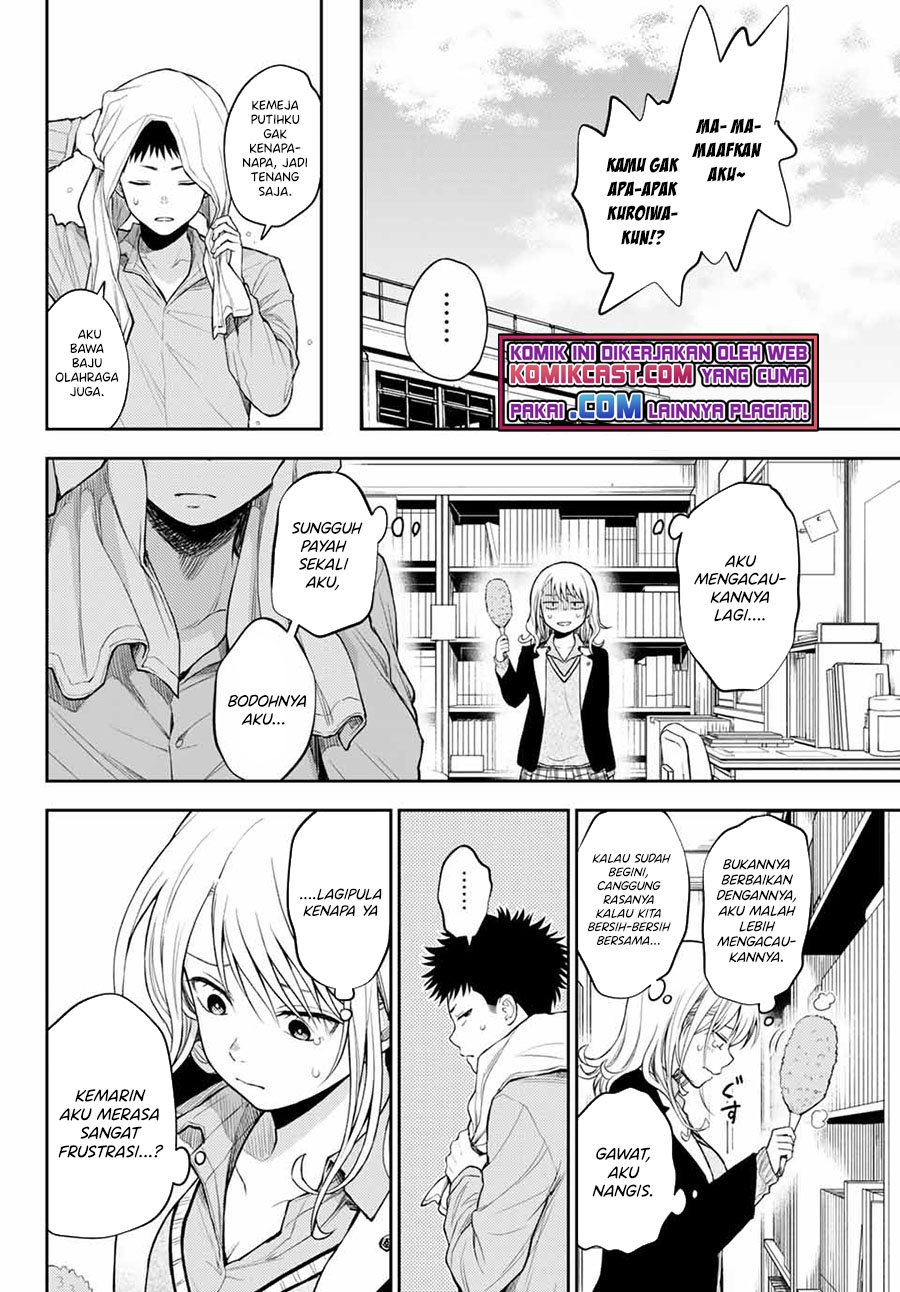 MA- MA-
MAAFKAN
AKU~
KAMU GAK
APA-APAK
KUROIWA-
KUN!?
........
KOMIK INI DIKERJAKAN OLEH WEB
KOMIKCAST.COM YANG CUMA
PAKAI .COM LAINNYA PLAGIAT!
KEMEJA
PUTIHKU
GAK
KENAPA-
NAPA, JADI
TENANG
SAJA.
AKU
BAWA
BAJU
OLAHRAGA
JUGA.
AKU
MENGACAU-
KANNYA
LAGI....
SUNGGUH
PAYAH
SEKALI
AKU,
BODOHNYA
AKU...
BUKANNYA
BERBAIKAN
DENGANNYA,
AKU MALAH
LEBIH
MENGACAU-
KANNYA.
KALAU SUDAH
BEGINI,
CANGGUNG
RASANYA
KALAU KITA
BERSIH-BERSIH
BERSAMA...
ぐす
GAWAT,
AKU
NANGIS.
........
....LAGIPULA
KENAPA YA
KEMARIN
AKU MERASA
SANGAT
FRUSTRASI...?